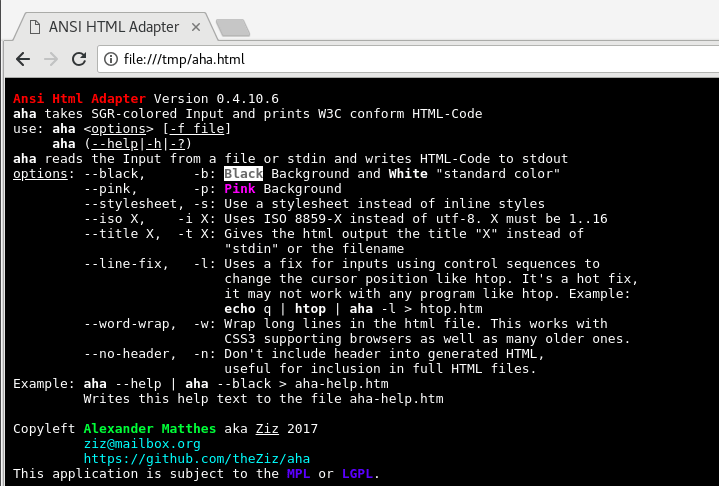 ANSI HTML Adapter
file:///tmp/aha.html
Ansi Html Adapter Version 0.4.10.6
aha takes SGR-colored Input and prints W3C conform HTML-Code
use: aha <options> [-f file]
     aha (--help|-h|-?)
aha reads the Input from a file or stdin and writes HTML-Code to stdout
options: --black,      -b: Black Background and White "standard color"
         --pink,       -p: Pink Background
         --stylesheet, -s: Use a stylesheet instead of inline styles
         --iso X,    -i X: Uses ISO 8859-X instead of utf-8. X must be 1..16
         --title X,  -t X: Gives the html output the title "X" instead of
                           "stdin" or the filename
         --line-fix,   -l: Uses a fix for inputs using control sequences to
                           change the cursor position like htop. It's a hot fix,
                           it may not work with any program like htop. Example:
                           echo q | htop | aha -l > htop.htm
         --word-wrap,  -w: Wrap long lines in the html file. This works with
                           CSS3 supporting browsers as well as many older ones.
         --no-header,  -n: Don't include header into generated HTML,
                           useful for inclusion in full HTML files.
Example: aha --help | aha --black > aha-help.htm
         Writes this help text to the file aha-help.htm
Copyleft Alexander Matthes aka Ziz 2017
         ziz@mailbox.org
         https://github.com/theZiz/aha
This application is subject to the MPL or LGPL.